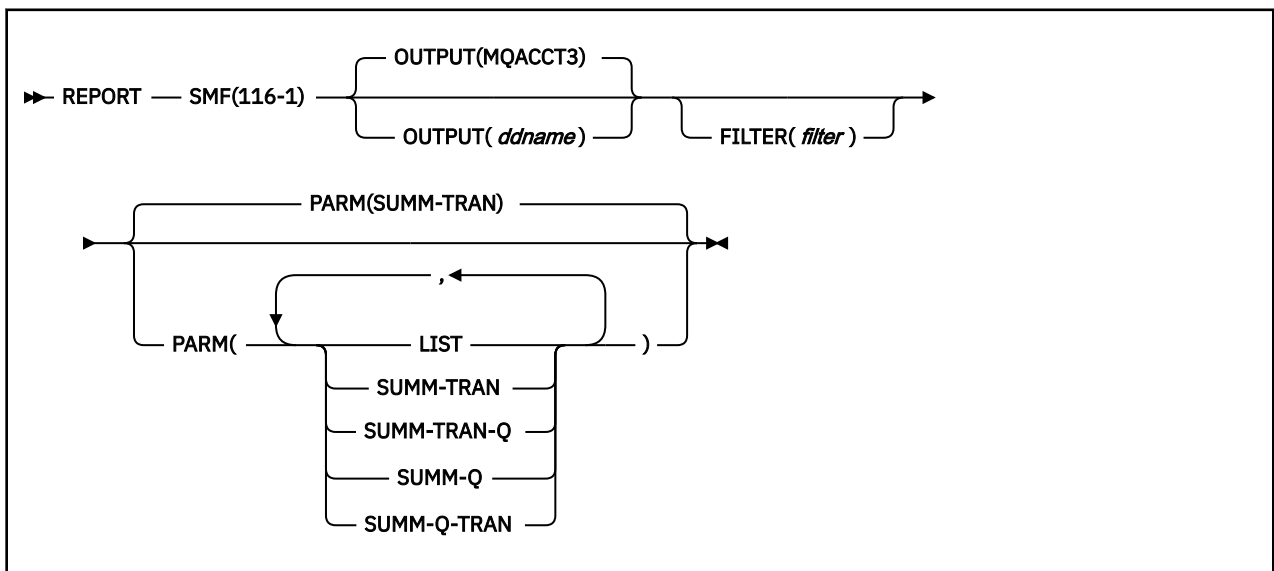 OUTPUT(MQACCT3)
REPORT SMF(116-1)
OUTPUT( ddname )
FILTER( filter )
PARM(SUMM-TRAN)
,
PARM( LIST )
SUMM-TRAN
SUMM-TRAN-Q
SUMM-Q
SUMM-Q-TRAN